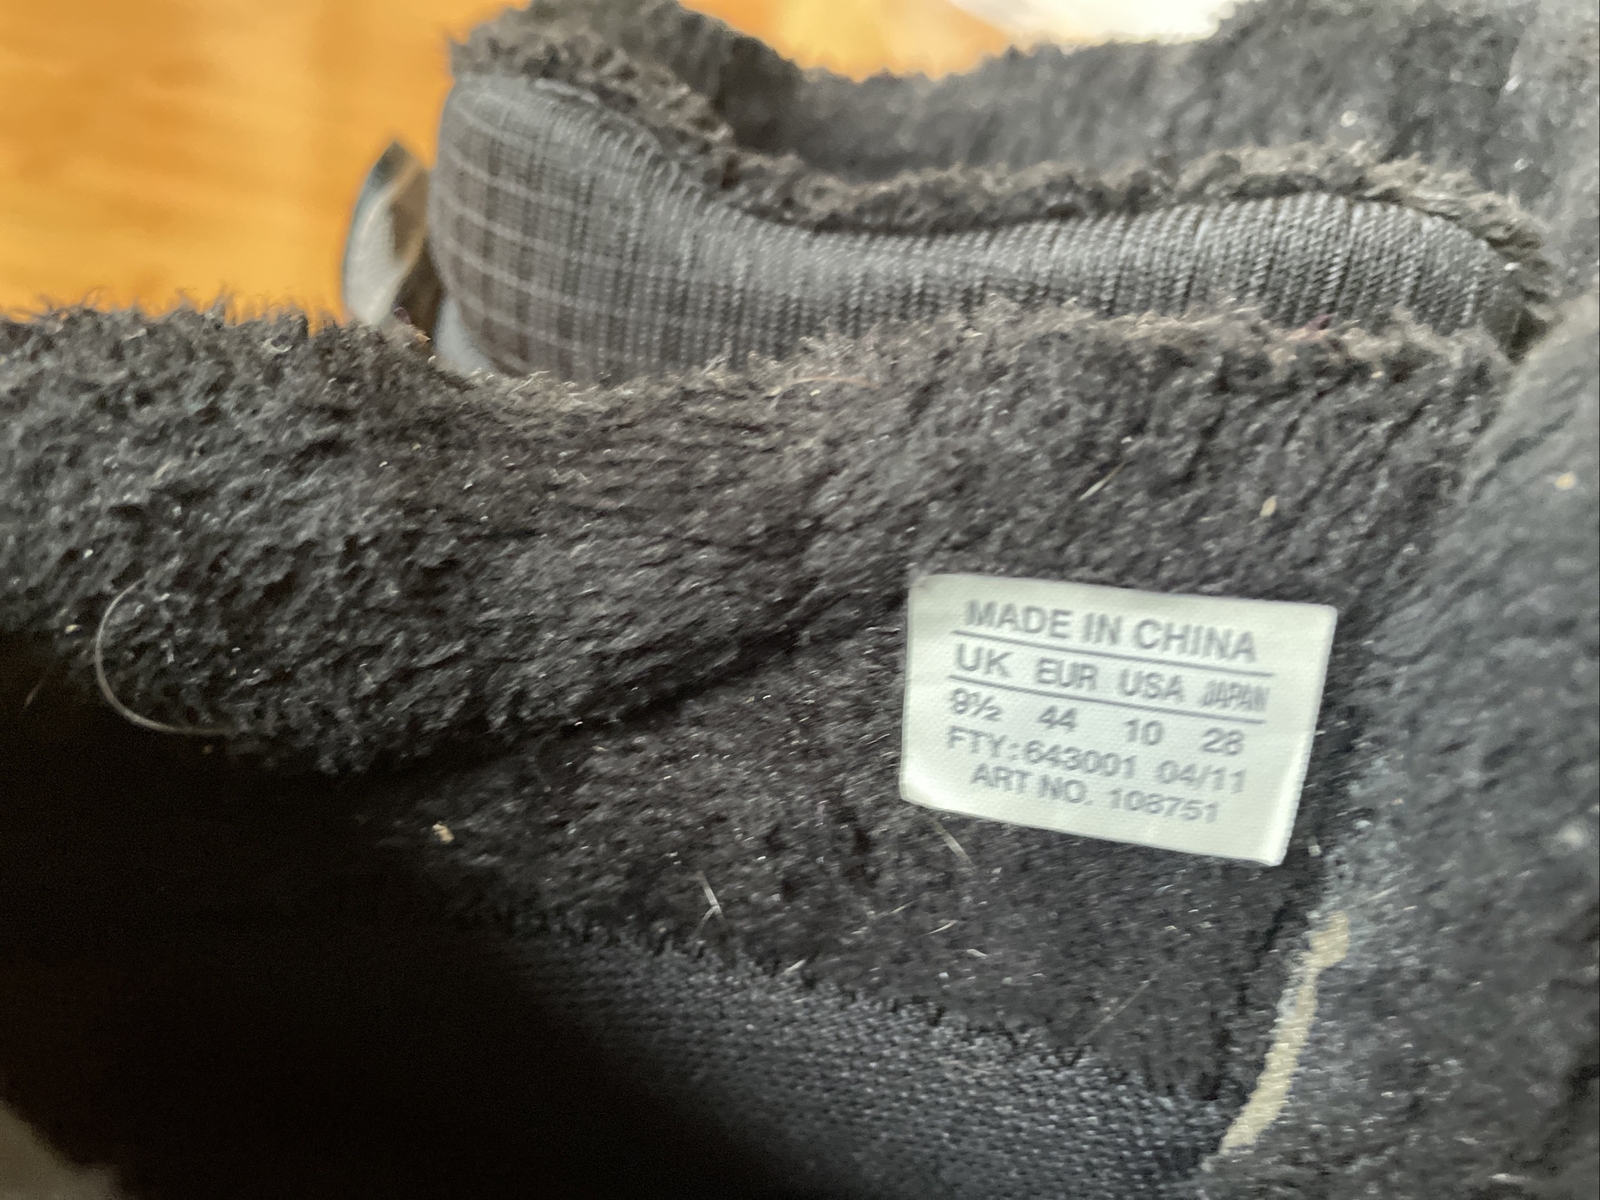 MADE IN CHINA
UK EUR USA JAPAN
9½ 44 10 28
FTY.:643001 04/11
ART NO. 108751